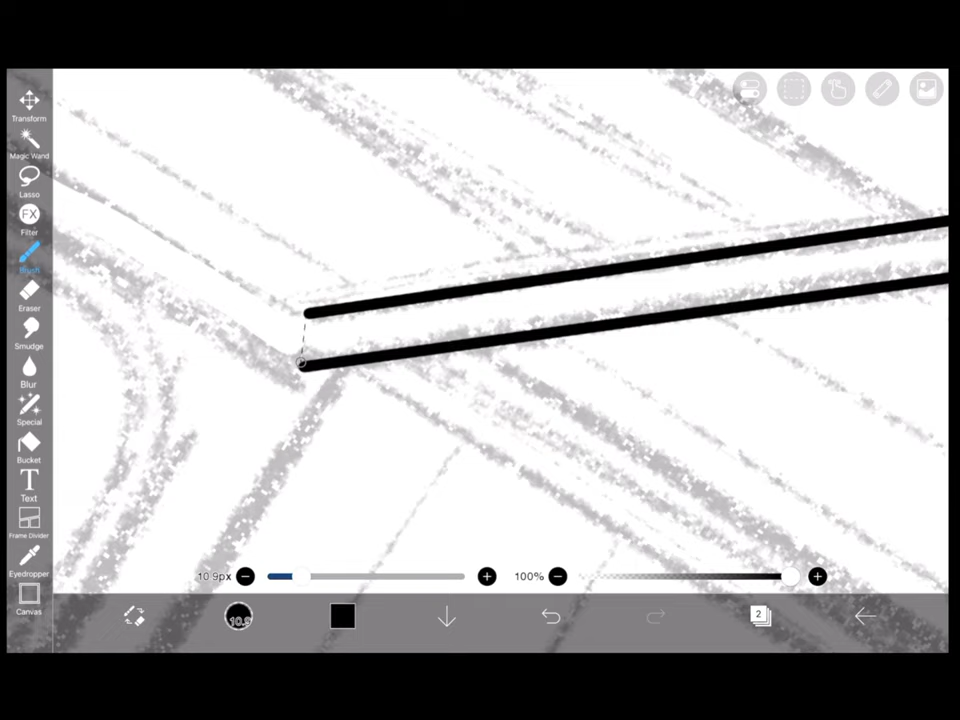 Transform
Magic Wand
Lasso
FX
Filter
Brush
Eraser
Smudge
Blur
Special
Bucket
T
Text
Frame Divider
Eyedropper
Canvas
10.9px
100%
10.9
2